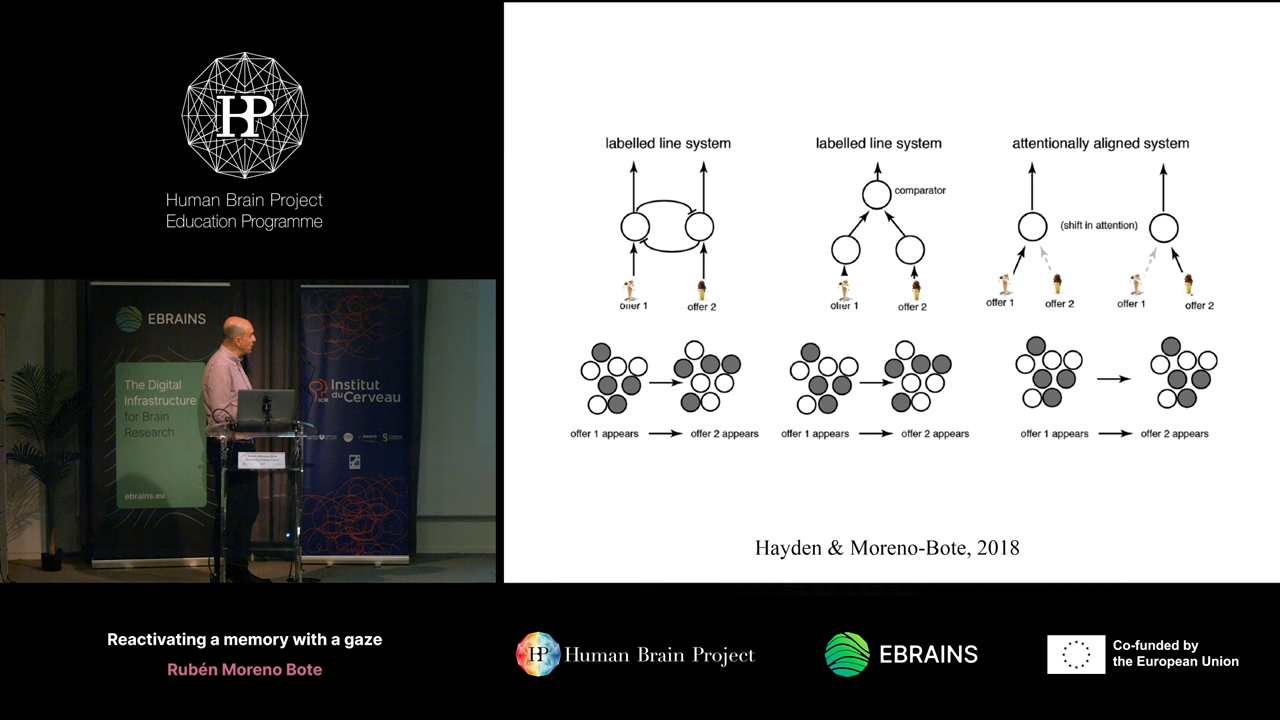 HP
Human Brain Project
Education Programme
EBRAINS
The Digital
Infrastructure
for Brain
Research
ebrains.eu
ICM
Institut
du Cerveau
labelled line system
offer 1
offer 2
labelled line system
comparator
offer 1
offer 2
attentionally aligned system
(shift in attention)
offer 1
offer 2
offer 1
offer 2
offer 1 appears
offer 2 appears
offer 1 appears
offer 2 appears
offer 1 appears
offer 2 appears
Hayden & Moreno-Bote, 2018
Reactivating a memory with a gaze
Rubén Moreno Bote
HP Human Brain Project
EBRAINS
Co-funded by
the European Union